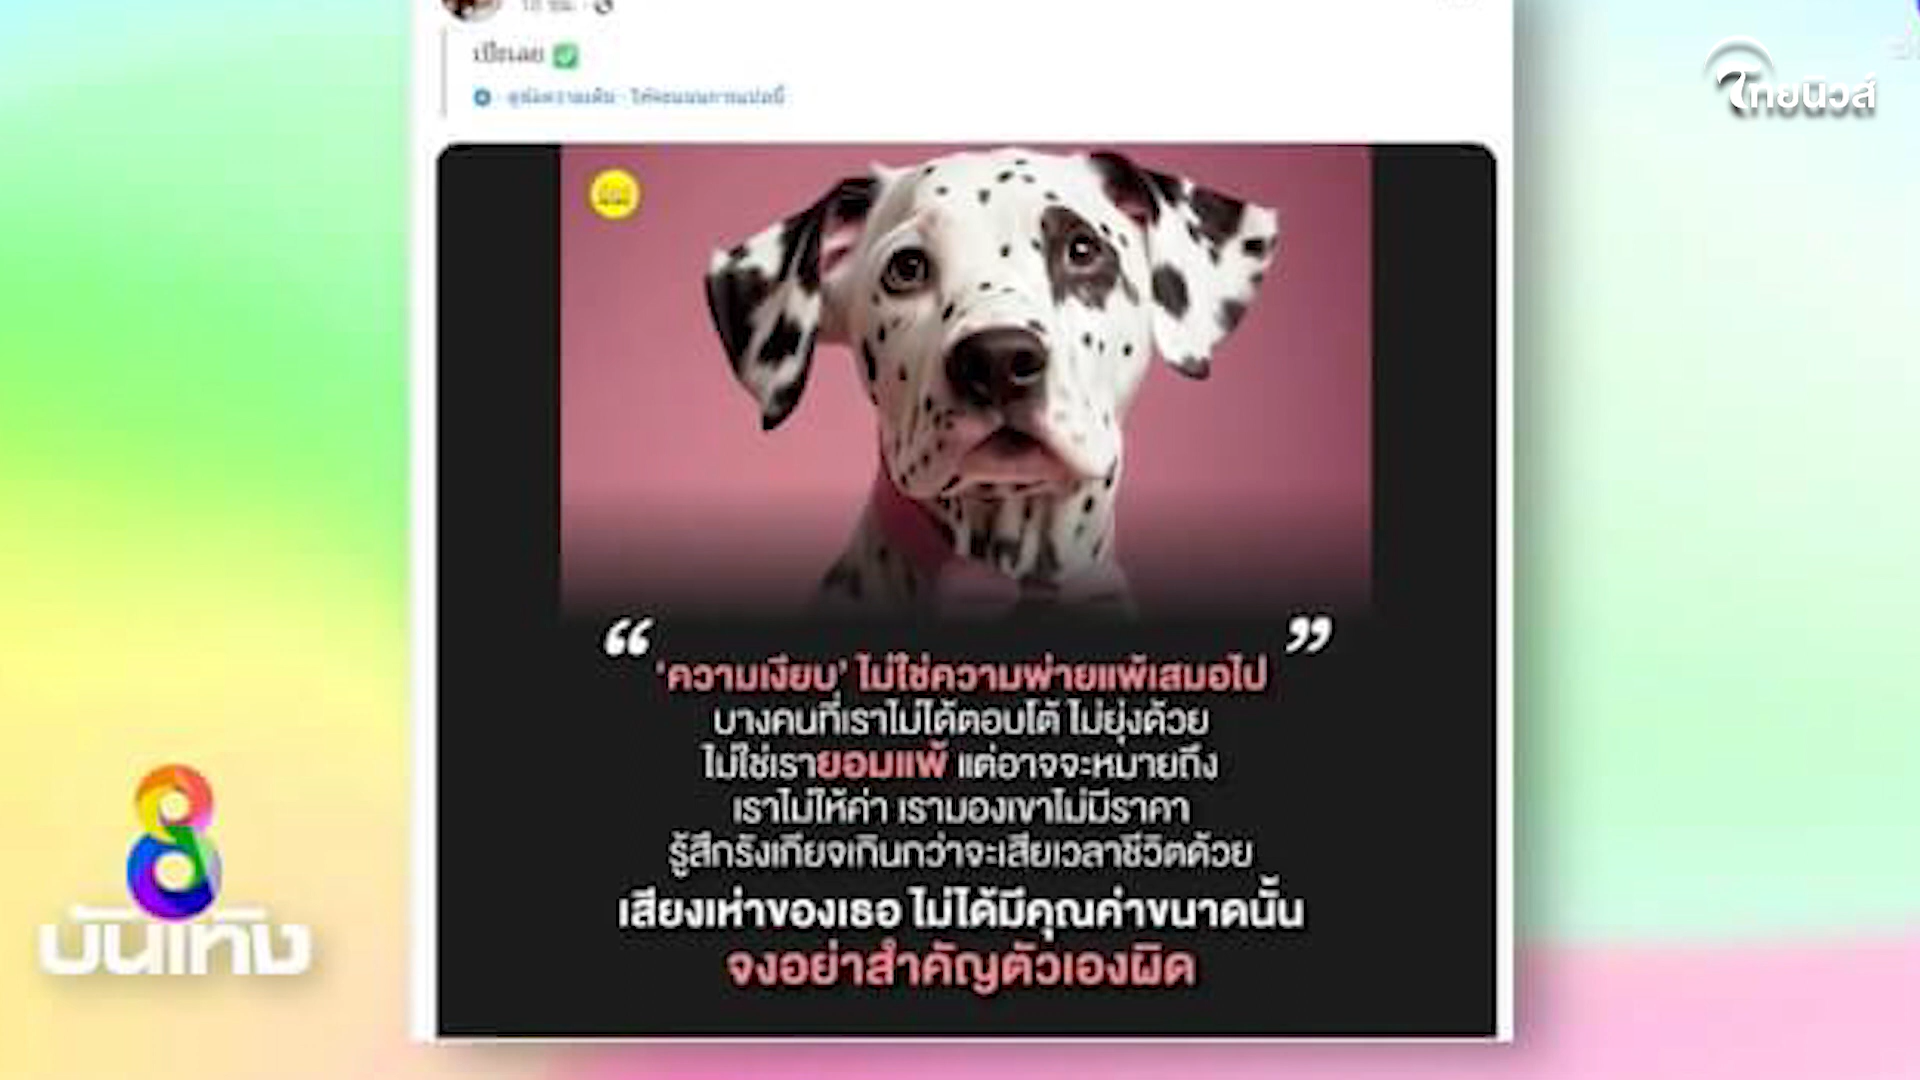 เป๊ะเลย
ไทยนิวส์
“ ‘ความเงียบ’ ไม่ใช่ความพ่ายแพ้เสมอไป ”
บางคนที่เราไม่ได้ตอบโต้ ไม่ยุ่งด้วย
ไม่ใช่เรายอมแพ้ แต่อาจจะหมายถึง
เราไม่ให้ค่า เรามองเขาไม่มีราคา
รู้สึกรังเกียจเกินกว่าจะเสียเวลาชีวิตด้วย
เสียงเห่าของเธอ ไม่ได้มีคุณค่าขนาดนั้น
จงอย่าสำคัญตัวเองผิด
8
บันเทิง